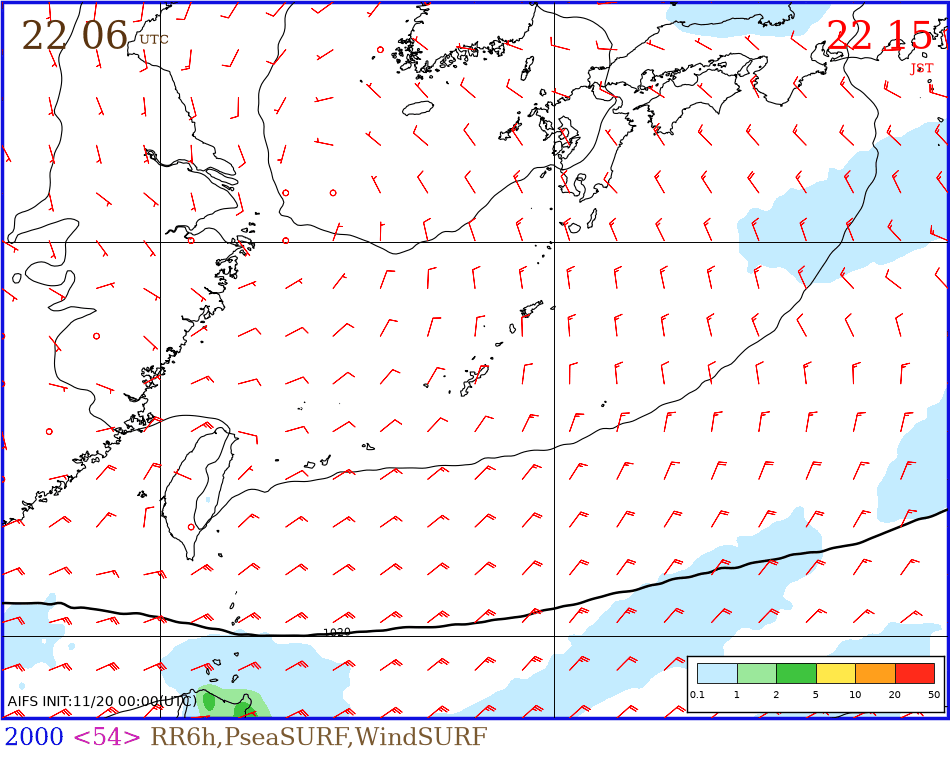 22 06 UTC
22 15
JST
1020
AIFS INIT:11/20 00:00(UTC)
0.1 1 2 5 10 20 50
2000 <54> RR6h,PseaSURF,WindSURF